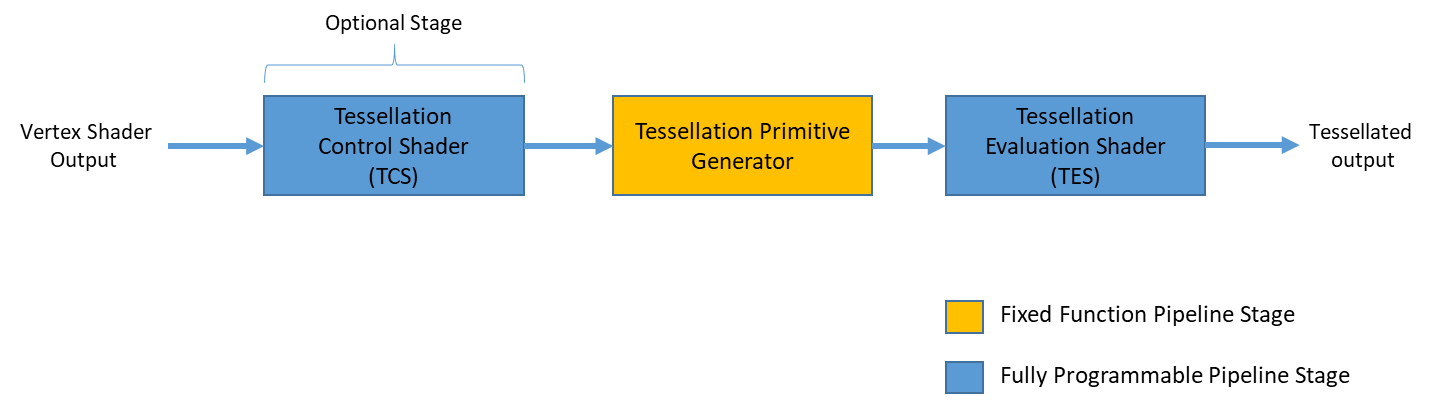 Optional Stage
Vertex Shader
Output
Tessellation
Control Shader
(TCS)
Tessellation Primitive
Generator
Tessellation
Evaluation Shader
(TES)
Tessellated
output
Fixed Function Pipeline Stage
Fully Programmable Pipeline Stage